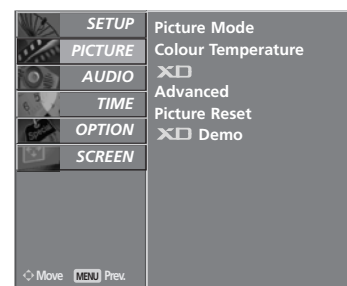 SETUP
PICTURE
AUDIO
TIME
OPTION
SCREEN
Picture Mode
Colour Temperature
XD
Advanced
Picture Reset
XD Demo
Move MENU Prev.